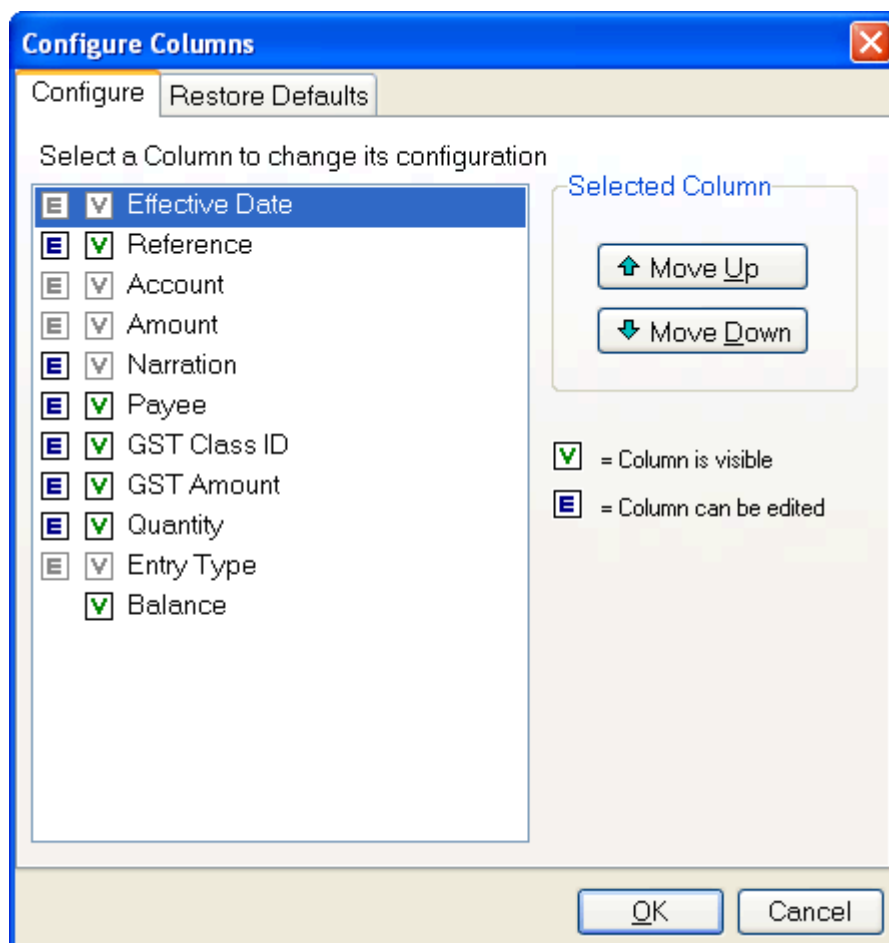 Configure Columns
Configure Restore Defaults
Select a Column to change its configuration
E V Effective Date
E V Reference
E V Account
E V Amount
E V Narration
E V Payee
E V GST Class ID
E V GST Amount
E V Quantity
E V Entry Type
V Balance
Selected Column
Move Up
Move Down
V = Column is visible
E = Column can be edited
OK Cancel